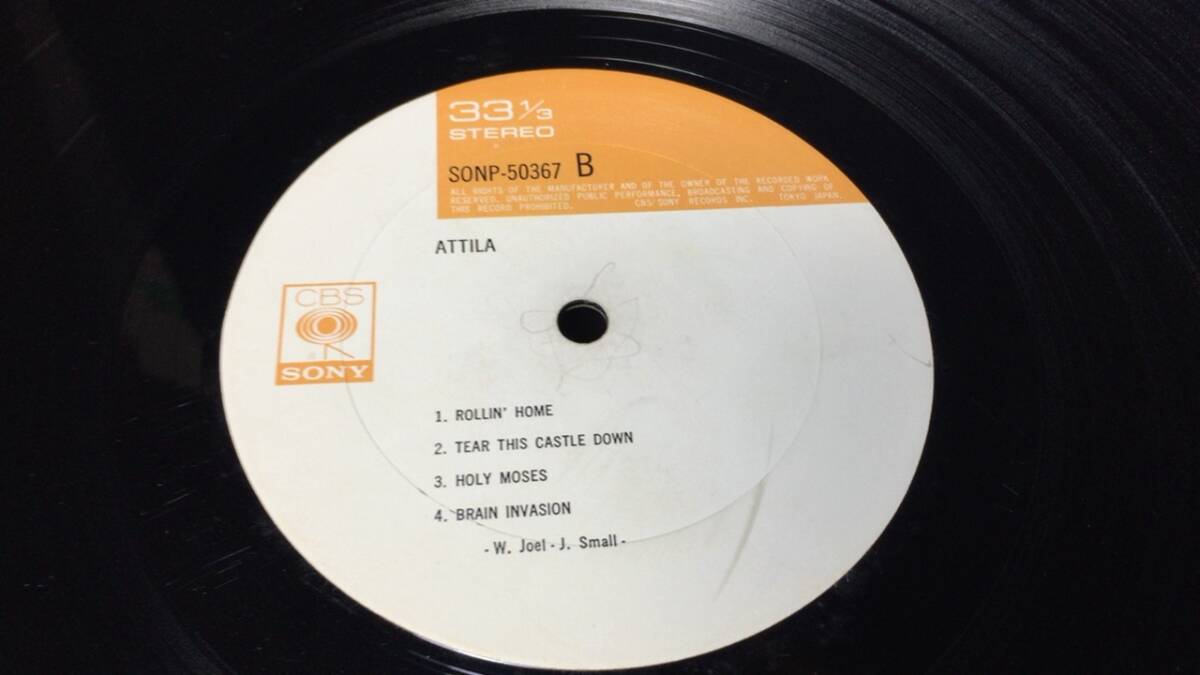 33 1/3
STEREO
SONP-50367 B
ALL RIGHTS OF THE MANUFACTURER AND OF THE OWNER OF THE RECORDED WORK
RESERVED. UNAUTHORIZED PUBLIC PERFORMANCE, BROADCASTING AND COPYING OF
THIS RECORD PROHIBITED. CBS/SONY RECORDS INC. TOKYO JAPAN.
ATTILA
CBS
SONY
1. ROLLIN' HOME
2. TEAR THIS CASTLE DOWN
3. HOLY MOSES
4. BRAIN INVASION
- W. Joel - J. Small -